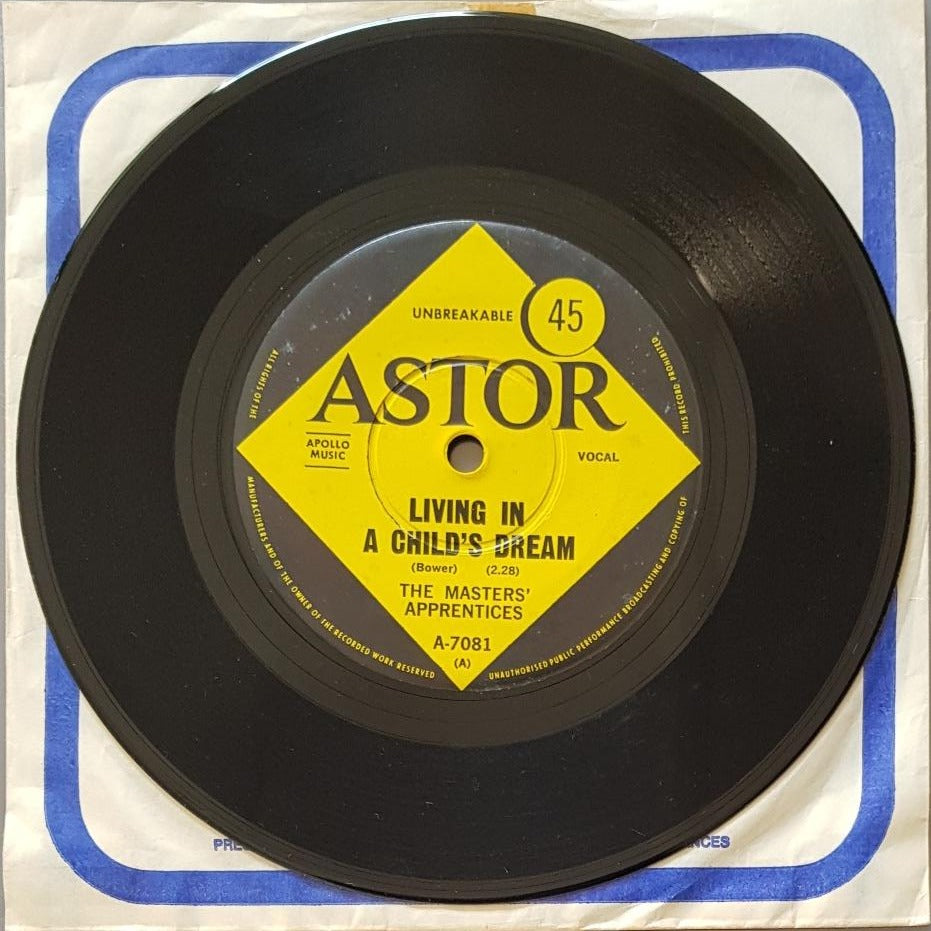 UNBREAKABLE 45
ASTOR
APOLLO
MUSIC
VOCAL
LIVING IN
A CHILD'S DREAM
(Bower) (2.28)
THE MASTERS'
APPRENTICES
A-7081
(A)
ALL RIGHTS OF THE
MANUFACTURERS AND OF THE OWNER OF THE RECORDED WORK RESERVED
UNAUTHORISED PUBLIC PERFORMANCE BROADCASTING AND COPYING OF
THIS RECORD PROHIBITED